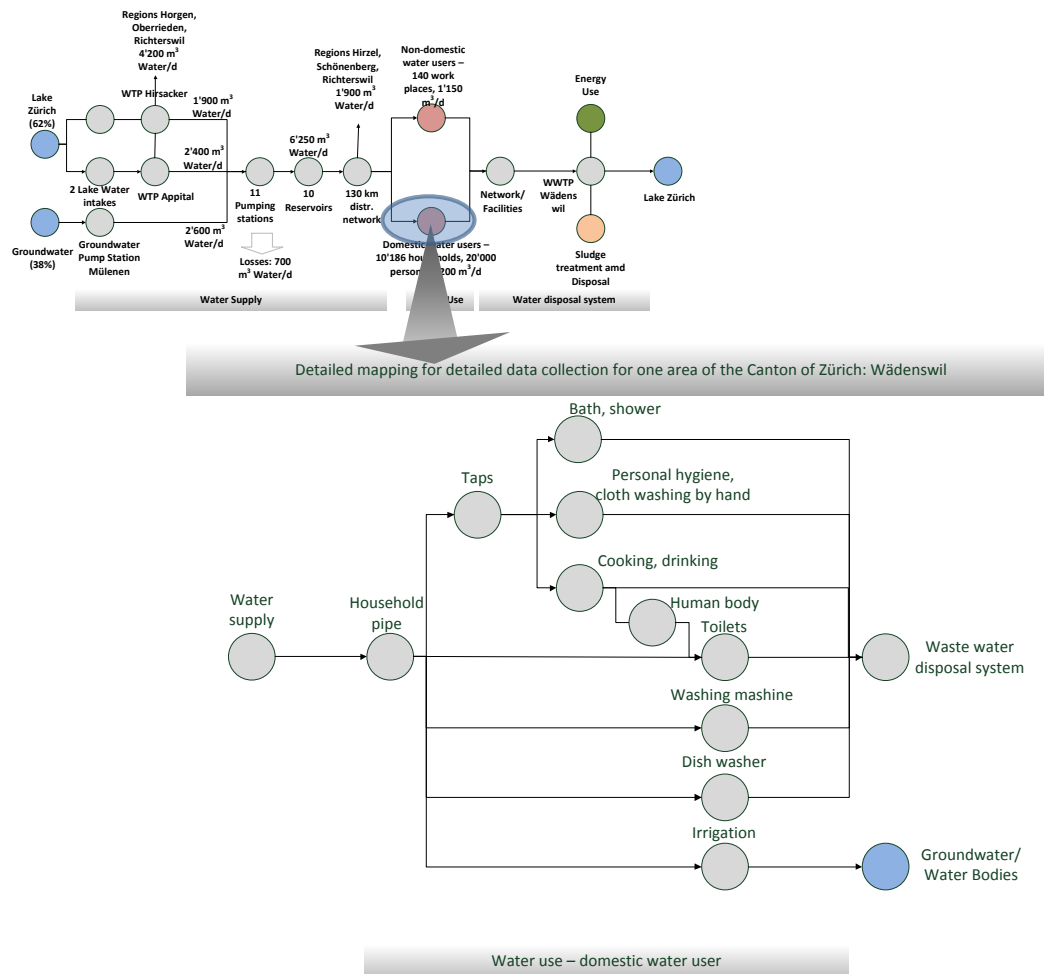 Regions Horgen,
Oberrieden,
Richterswil
4'200 m³
Water/d
Lake
Zürich
(62%)
WTP Hirsacker
1'900 m³
Water/d
2'400 m³
Water/d
2 Lake Water
intakes
WTP Appital
2'600 m³
Water/d
Groundwater
(38%)
Groundwater
Pump Station
Mülenen
11
Pumping
stations
Losses: 700
m³ Water/d
6'250 m³
Water/d
10
Reservoirs
Regions Hirzel,
Schönenberg,
Richterswil
1'900 m³
Water/d
130 km
distr.
network
Non-domestic
water users –
140 work
places, 1'150
m³/d
Domestic water users –
10'186 households, 20'000
200 m³/d
Network/
Facilities
Energy
Use
WWTP
Wädens
wil
Sludge
treatment amd
Disposal
Lake Zürich
Water Supply
Use
Water disposal system
Detailed mapping for detailed data collection for one area of the Canton of Zürich: Wädenswil
Bath, shower
Taps
Personal hygiene,
cloth washing by hand
Cooking, drinking
Human body
Water
supply
Household
pipe
Toilets
Waste water
disposal system
Washing mashine
Dish washer
Irrigation
Groundwater/
Water Bodies
Water use – domestic water user